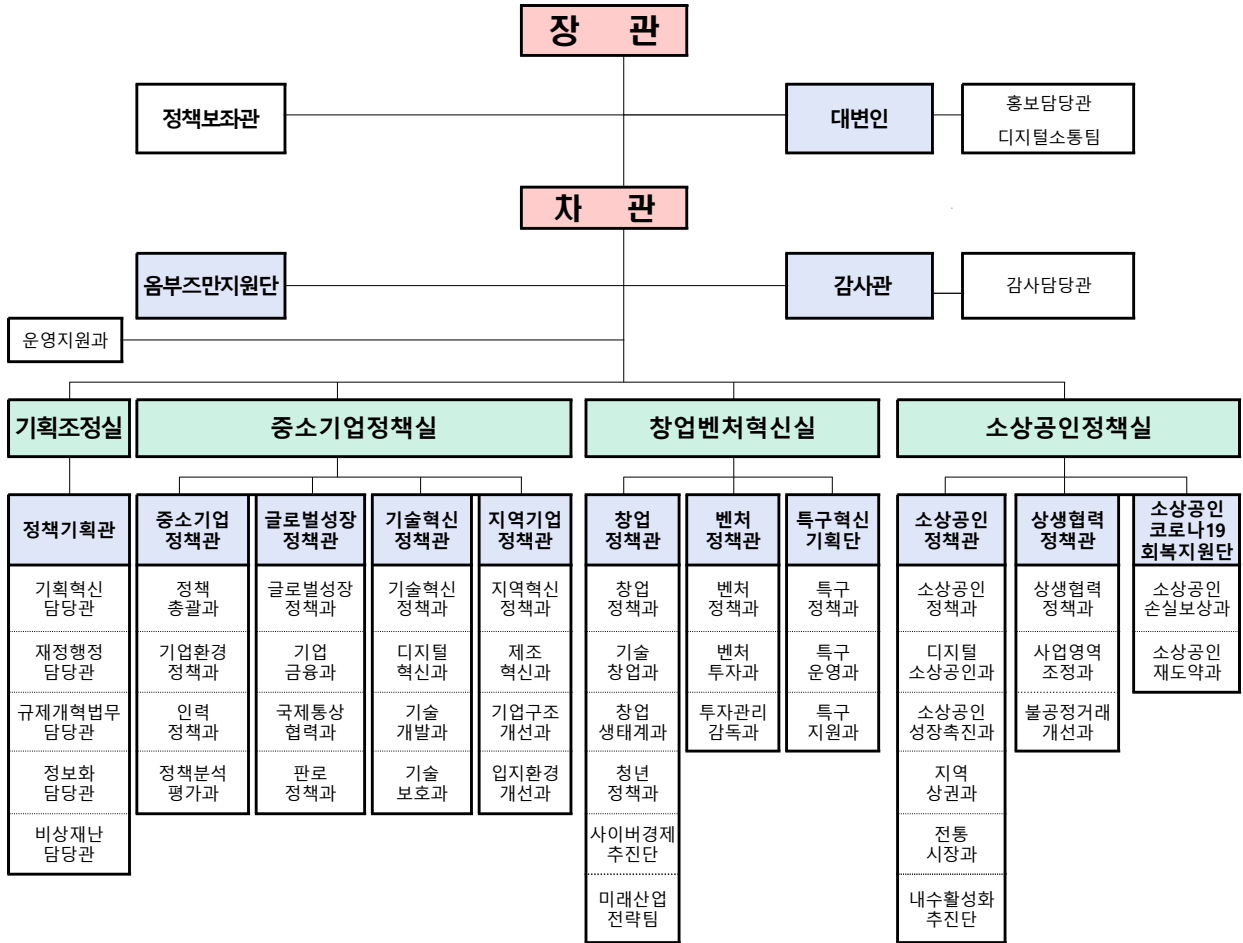 장 관
정책보좌관
대변인
홍보담당관
디지털소통팀
차 관
옴부즈만지원단
감사관
감사담당관
운영지원과
기획조정실
중소기업정책실
창업벤처혁신실
소상공인정책실
정책기획관
기획혁신
담당관
재정행정
담당관
규제개혁법무
담당관
정보화
담당관
비상재난
담당관
중소기업
정책관
정책
총괄과
기업환경
정책과
인력
정책과
정책분석
평가과
글로벌성장
정책관
글로벌성장
정책과
기업
금융과
국제통상
협력과
판로
정책과
기술혁신
정책관
기술혁신
정책과
디지털
혁신과
기술
개발과
기술
보호과
지역기업
정책관
지역혁신
정책과
제조
혁신과
기업구조
개선과
입지환경
개선과
창업
정책관
창업
정책과
기술
창업과
창업
생태계과
청년
정책과
사이버경제
추진단
미래산업
전략팀
벤처
정책관
벤처
정책과
벤처
투자과
투자관리
감독과
특구혁신
기획단
특구
정책과
특구
운영과
특구
지원과
소상공인
정책관
소상공인
정책과
디지털
소상공인과
소상공인
성장촉진과
지역
상권과
전통
시장과
내수활성화
추진단
상생협력
정책관
상생협력
정책과
사업영역
조정과
불공정거래
개선과
소상공인
코로나19
회복지원단
소상공인
손실보상과
소상공인
재도약과